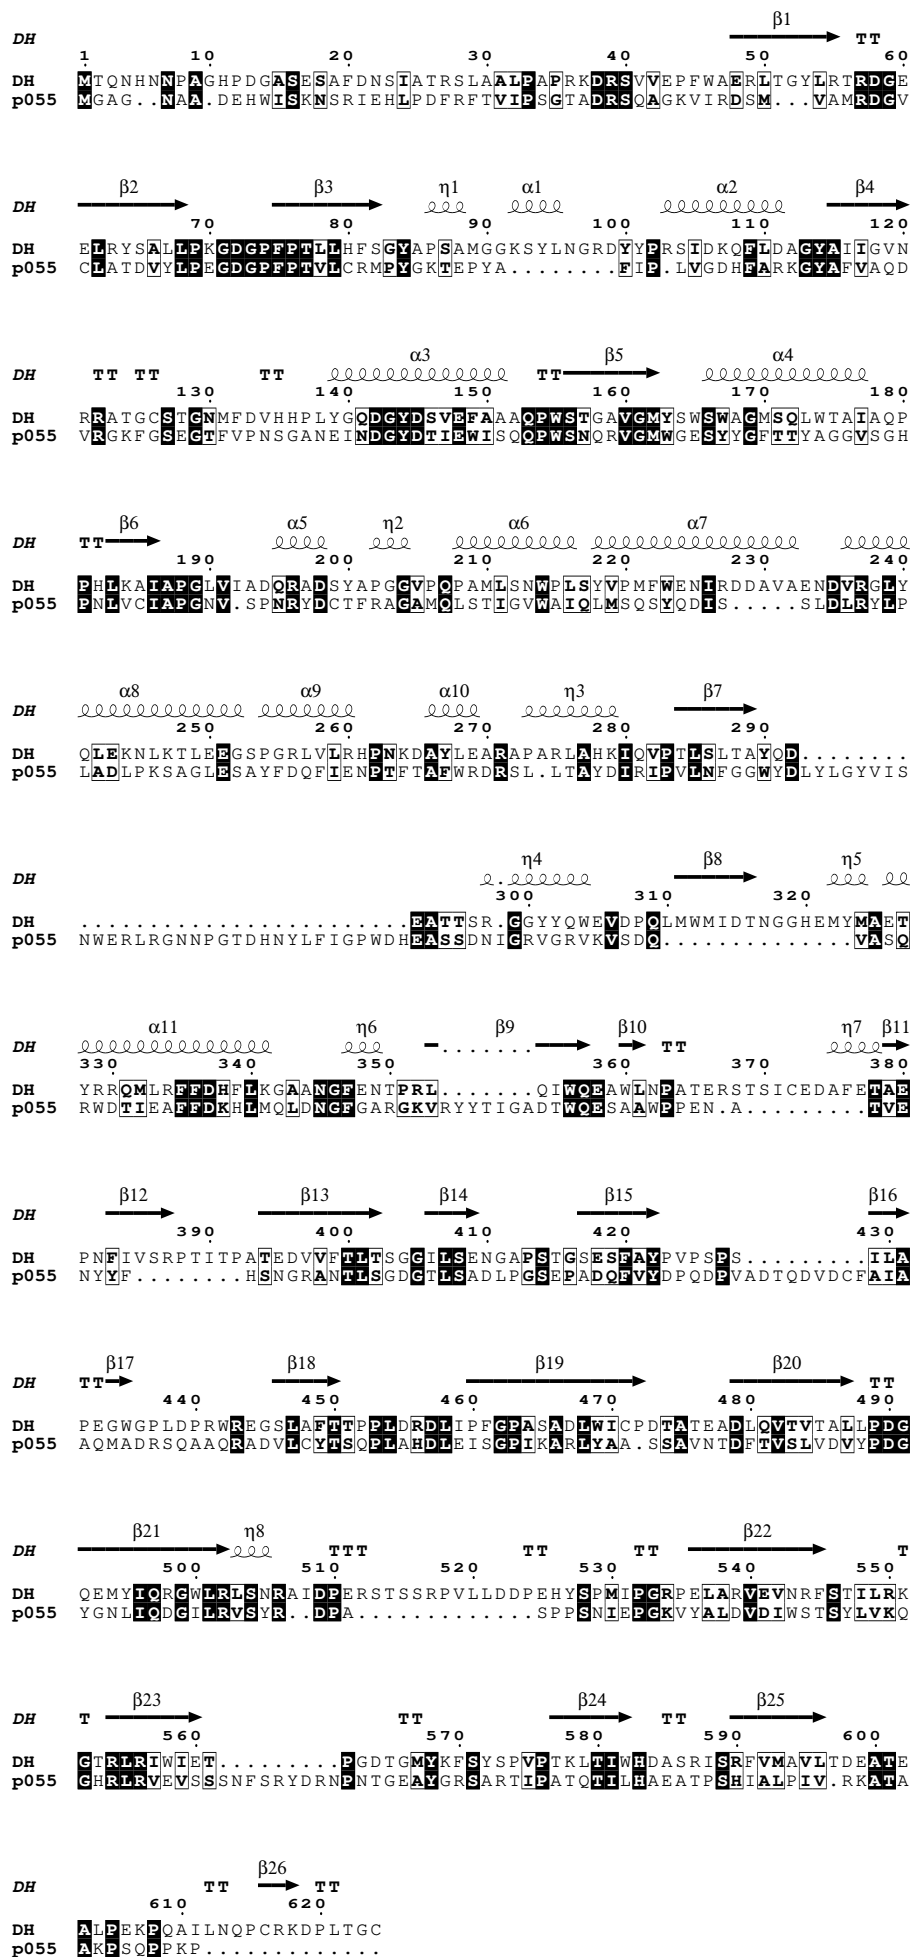 β1
DH TT
1 10 20 30 40 50 60
DH MTQNHNNPAGHPDGASESAFDNSIATRSLAALPAPRKDRSVVEPFWAERLTGYLRTRDGE
p055 MGAG..NAA.DEHWISKNSRIEHLPDFRFTVIPSGTADRSQAGKVIRDSM...VAMRDGV
β2 β3 η1 α1 α2 β4
DH
70 80 90 100 110 120
DH ELRYSALLPKGDGPFPTLLHFSGYAPSAMGGKSYLNGRDYYPRSIDKQFLDAGYAIIGVN
p055 CLATDVYLPEGDGPFPTVLCRMPYGKTEPYA........FIP.LVGDHFARKGYAFVAQD
α3 β5 α4
DH TT TT TT TT
130 140 150 160 170 180
DH RRATGCSTGNMFDVHHPLYGQDGYDSVEFAAAQPWSTGAVGMYSWSWAGMSQLWTAIAQP
p055 VRGKFGSEGTFVPNSGANEINDGYDTIEWISQQPWSNQRVGMWGESYYGFTTYAGGVSGH
β6 α5 η2 α6 α7
DH TT
190 200 210 220 230 240
DH PHLKAIAPGLVIADQRADSYAPGGVPQPAMLSNWPLSYVPMFWENIRDDAVAENDVRGLY
p055 PNLVCIAPGNV.SPNRYDCTFRAGAMQLSTIGVWAIQLMSQSYQDIS.....SLDLRYLP
α8 α9 α10 η3 β7
DH
250 260 270 280 290
DH QLEKNLKTLEEGSPGRLVLRHPNKDAYLEARAPARLAHKIQVPTLSLTAYQD........
p055 LADLPKSAGLESAYFDQFIENPTFTAFWRDRSL.LTAYDIRIPVLNFGGWYDLYLGYVIS
η4 β8 η5
DH .
300 310 320
DH ........................EATTSR.GGYYQWEVDPQLMWMIDTNGGHEMYMAET
p055 NWERLRGNNPGTDHNYLFIGPWDHEASSDNIGRVGRVKVSDQ..............VASQ
α11 η6 β9 β10 η7 β11
DH ....... TT
330 340 350 360 370 380
DH YRRQMLRFFDHFLKGAANGFENTPRL.......QIWQEAWLNPATERSTSICEDAFETAE
p055 RWDTIEAFFDKHLMQLDNGFGARGKVRYYTIGADTWQESAAWPPEN.A.........TVE
β12 β13 β14 β15 β16
DH
390 400 410 420 430
DH PNFIVSRPTITPATEDVVFTLTSGGILSENGAPSTGSESFAYPVPSPS.........ILA
p055 NYYF........HSNGRANTLSGDGTLSADLPGSEPADQFVYDPQDPVADTQDVDCFAIA
β17 β18 β19 β20
DH TT TT
440 450 460 470 480 490
DH PEGWGPLDPRWREGSLAFTTPPLDRDLIPFGPASADLWICPDTATEADLQVTVTALLPDG
p055 AQMADRSQAAQRADVLCYTSQPLAHDLEISGPIKARLYAA.SSAVNTDFTVSLVDVYPDG
β21 η8 β22
DH TTT TT TT T
500 510 520 530 540 550
DH QEMYIQRGWLRLSNRAIDPERSTSSRPVLLDDPEHYSPMIPGRPELARVEVNRFSTILRK
p055 YGNLIQDGILRVSYR..DPA.............SPPSNIEPGKVYALDVDIWSTSYLVKQ
β23 β24 β25
DH T TT TT
560 570 580 590 600
DH GTRLRIWIET.........PGDTGMYKFSYSPVPTKLTIWHDASRISRFVMAVLTDEATE
p055 GHRLRVEVSSSNFSRYDRNPNTGEAYGRSARTIPATQTILHAEATPSHIALPIV.RKATA
β26
DH TT TT
610 620
DH ALPEKPQAILNQPCRKDPLTGC
p055 AKPSQPPKP.............